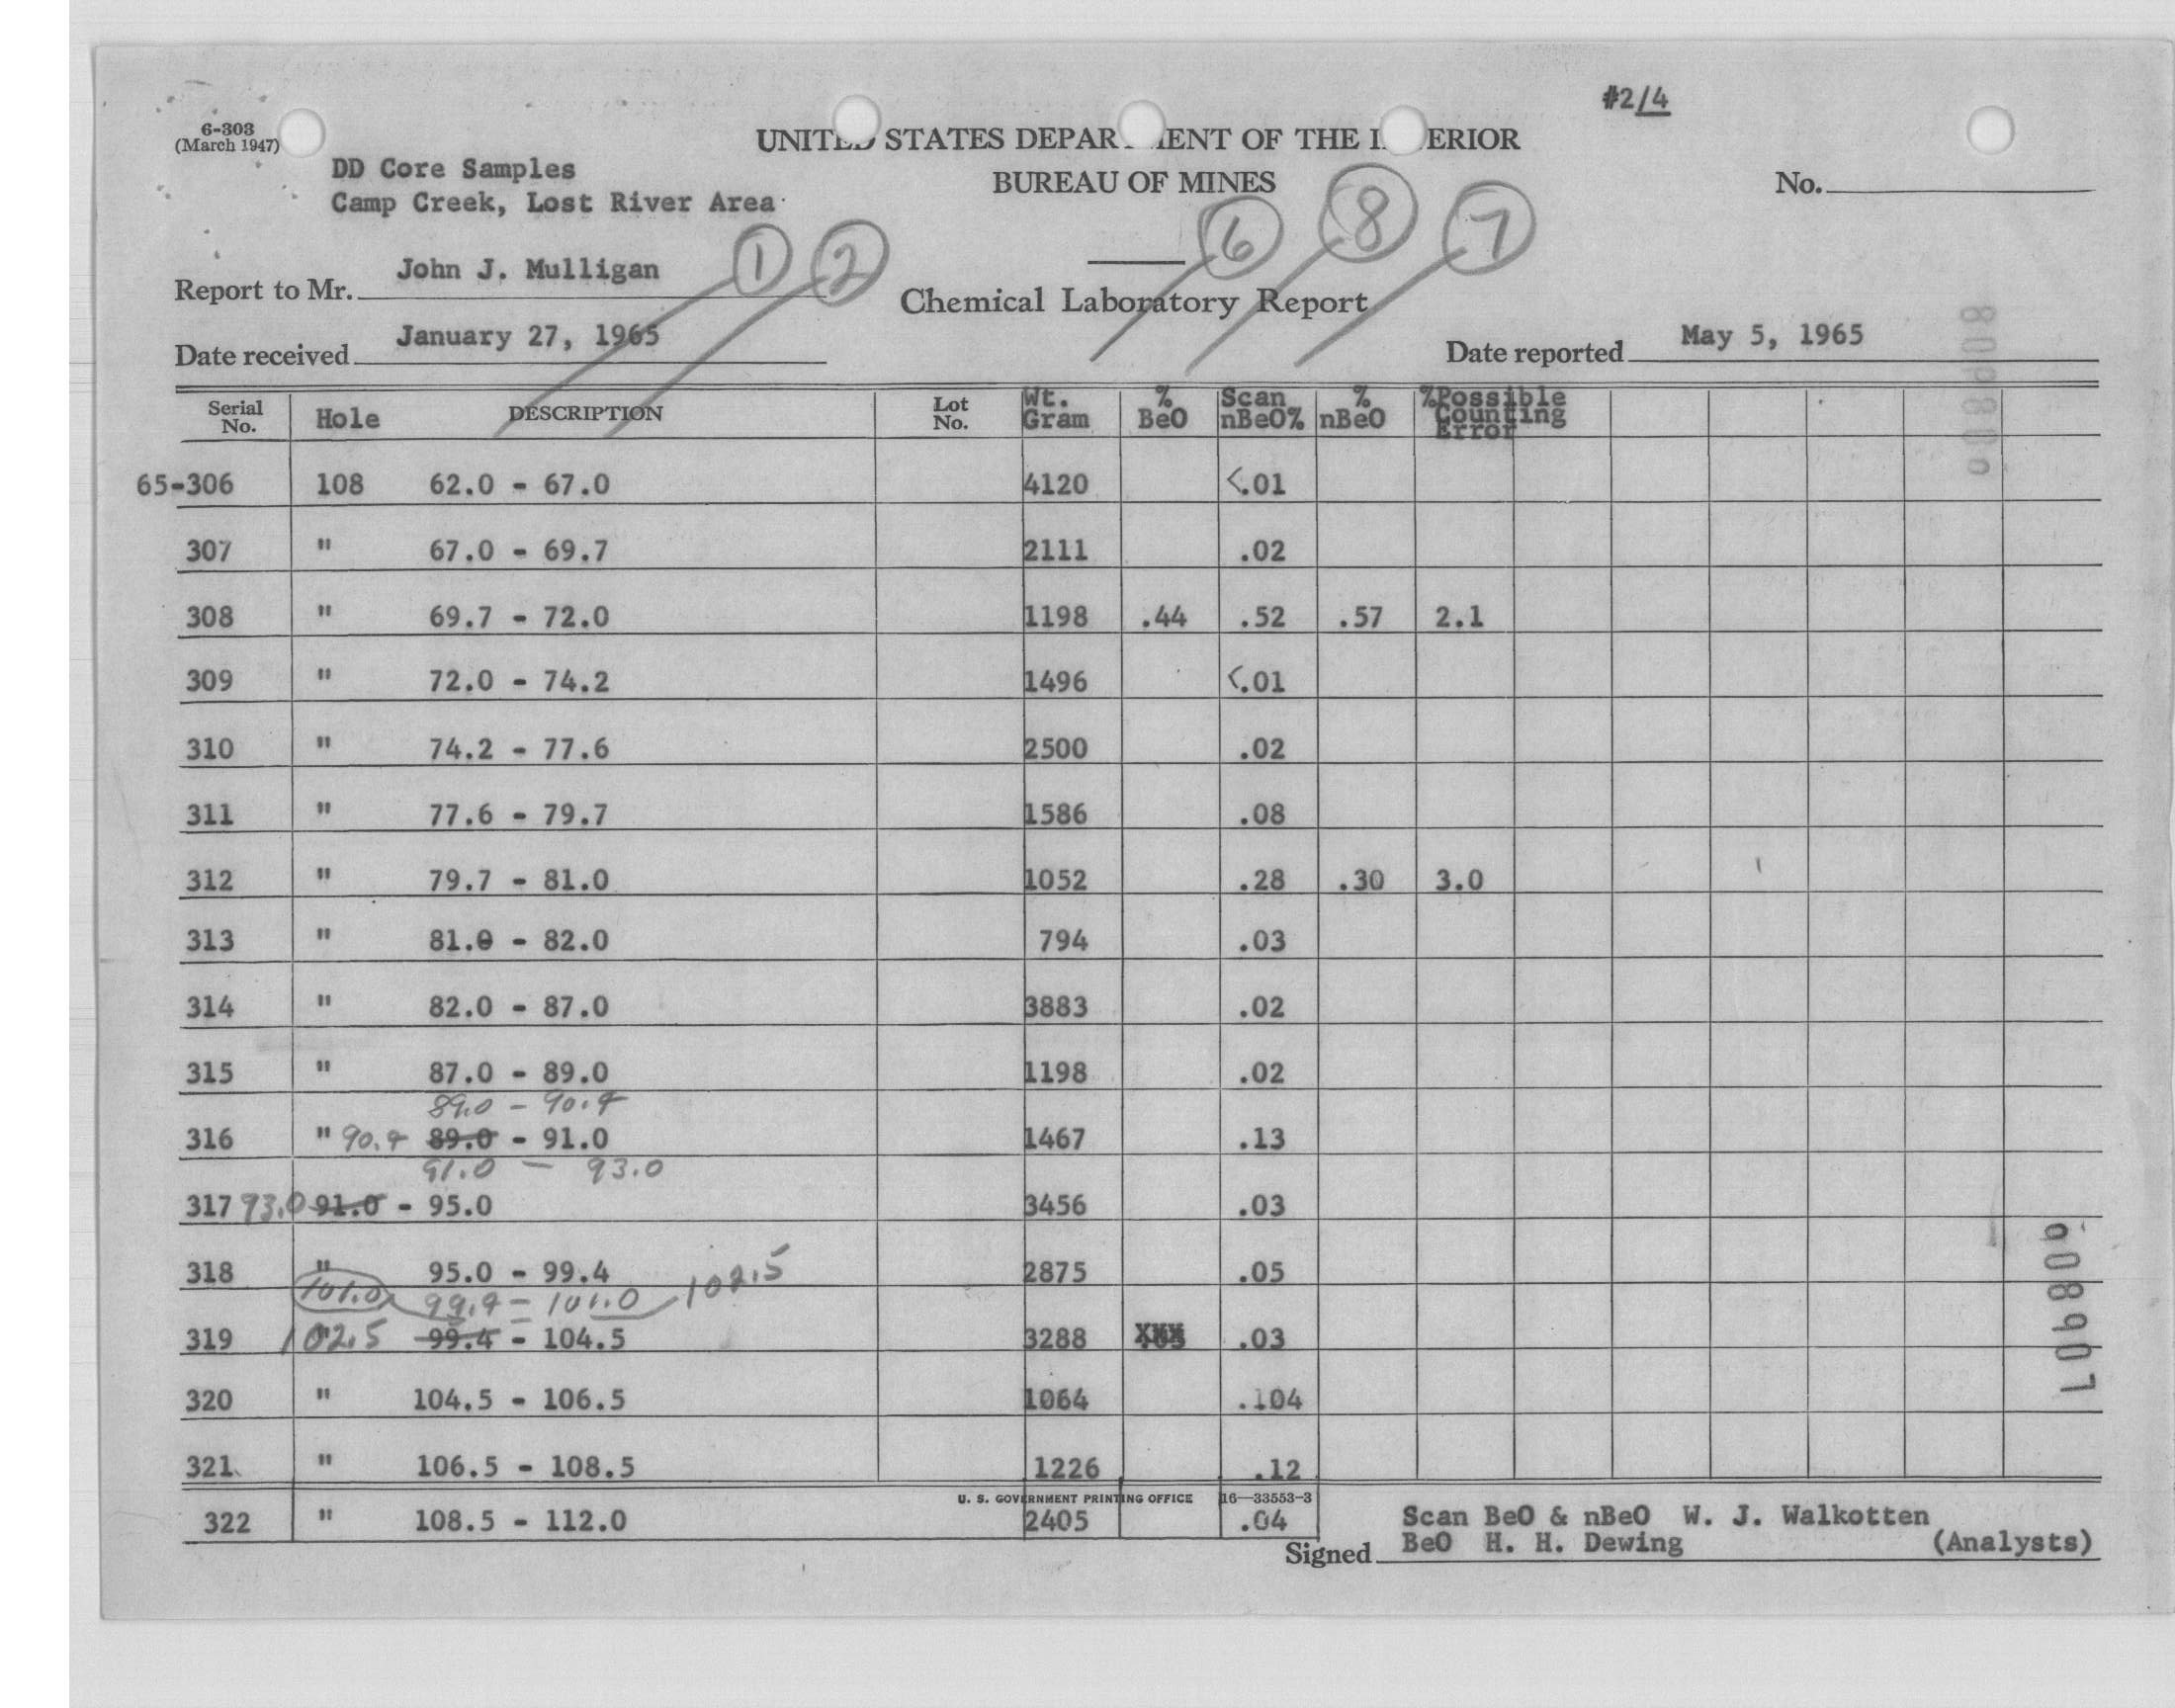 #2/4
6-303
(March 1947)
UNITED STATES DEPARTMENT OF THE INTERIOR
DD Core Samples
BUREAU OF MINES
No.
Camp Creek, Lost River Area
1 2 6 8 7
Report to Mr. John J. Mulligan
Chemical Laboratory Report
Date received January 27, 1965
Date reported May 5, 1965
Serial No. Hole DESCRIPTION Lot No. Wt. Gram % BeO Scan nBeO% % nBeO %Possible Counting Error
65-306 108 62.0 - 67.0 4120 <.01
307 " 67.0 - 69.7 2111 .02
308 " 69.7 - 72.0 1198 .44 .52 .57 2.1
309 " 72.0 - 74.2 1496 <.01
310 " 74.2 - 77.6 2500 .02
311 " 77.6 - 79.7 1586 .08
312 " 79.7 - 81.0 1052 .28 .30 3.0
313 " 81.0 - 82.0 794 .03
314 " 82.0 - 87.0 3883 .02
315 " 87.0 - 89.0 1198 .02
89.0 - 90.4
316 " 90.4 89.0 - 91.0 1467 .13
91.0 - 93.0
317 93.0 91.0 - 95.0 3456 .03
318 " 95.0 - 99.4 2875 .05
101.0 99.4 - 101.0 102.5
319 " 102.5 99.4 - 104.5 3288 .03
320 " 104.5 - 106.5 1064 .104
321 " 106.5 - 108.5 1226 .12
U. S. GOVERNMENT PRINTING OFFICE 16—33553-3
322 " 108.5 - 112.0 2405 .04
Scan BeO & nBeO W. J. Walkotten
Signed BeO H. H. Dewing (Analysts)